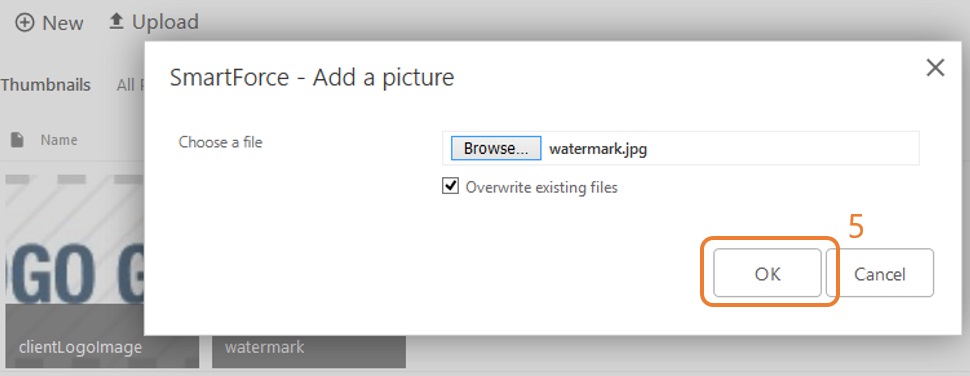 New Upload
SmartForce - Add a picture
Thumbnails All
Choose a file
Browse... watermark.jpg
Name
Overwrite existing files
5
OK Cancel
OGO G
clientLogoImage watermark